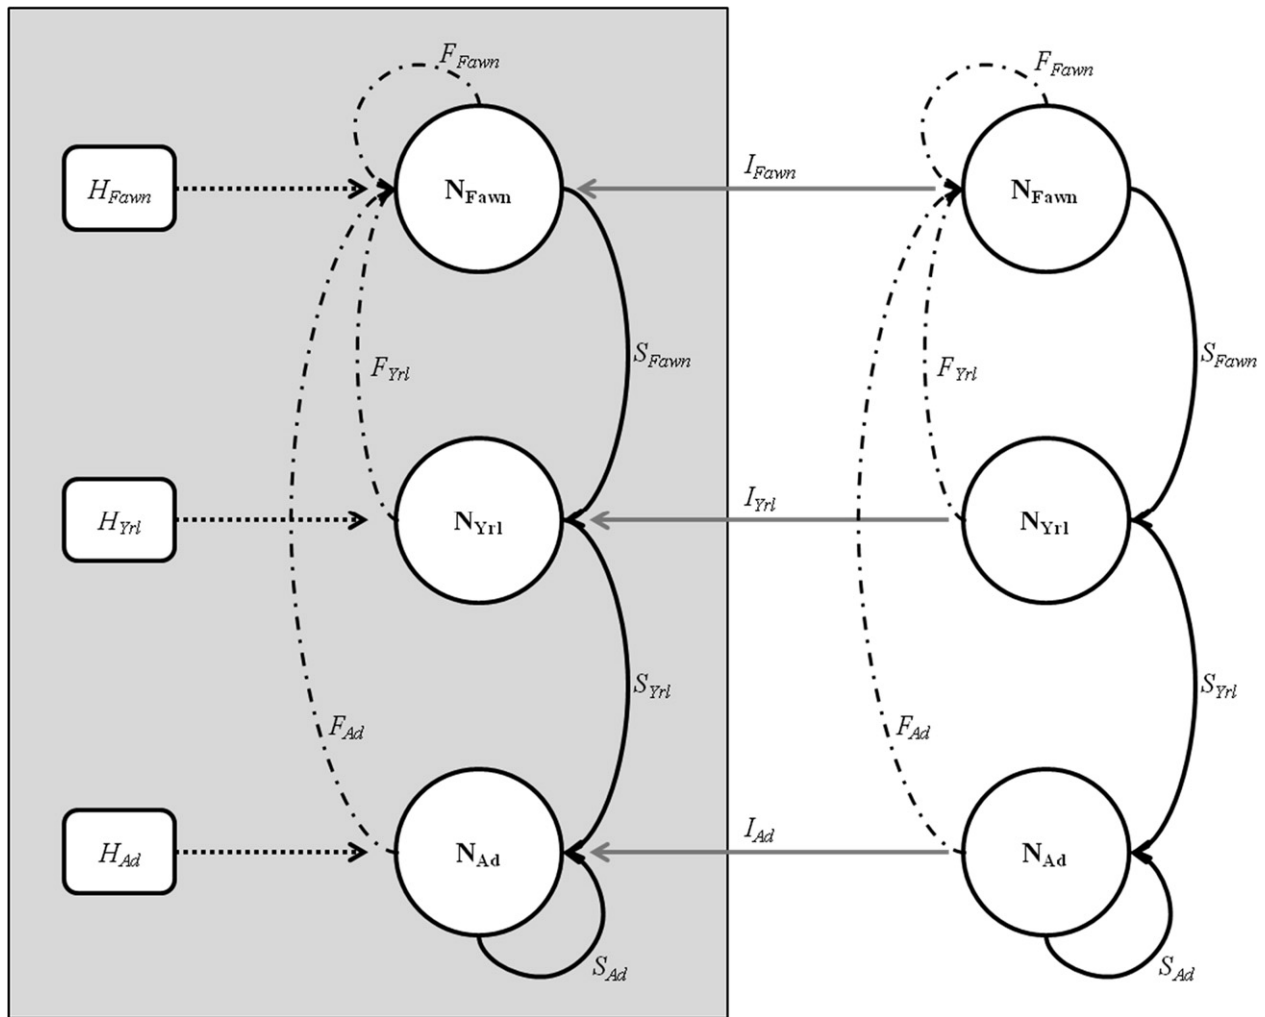 F_Fawn
F_Fawn
H_Fawn
N_Fawn
I_Fawn
N_Fawn
S_Fawn
S_Fawn
F_Yrl
F_Yrl
H_Yrl
N_Yrl
I_Yrl
N_Yrl
S_Yrl
S_Yrl
F_Ad
F_Ad
H_Ad
N_Ad
I_Ad
N_Ad
S_Ad
S_Ad